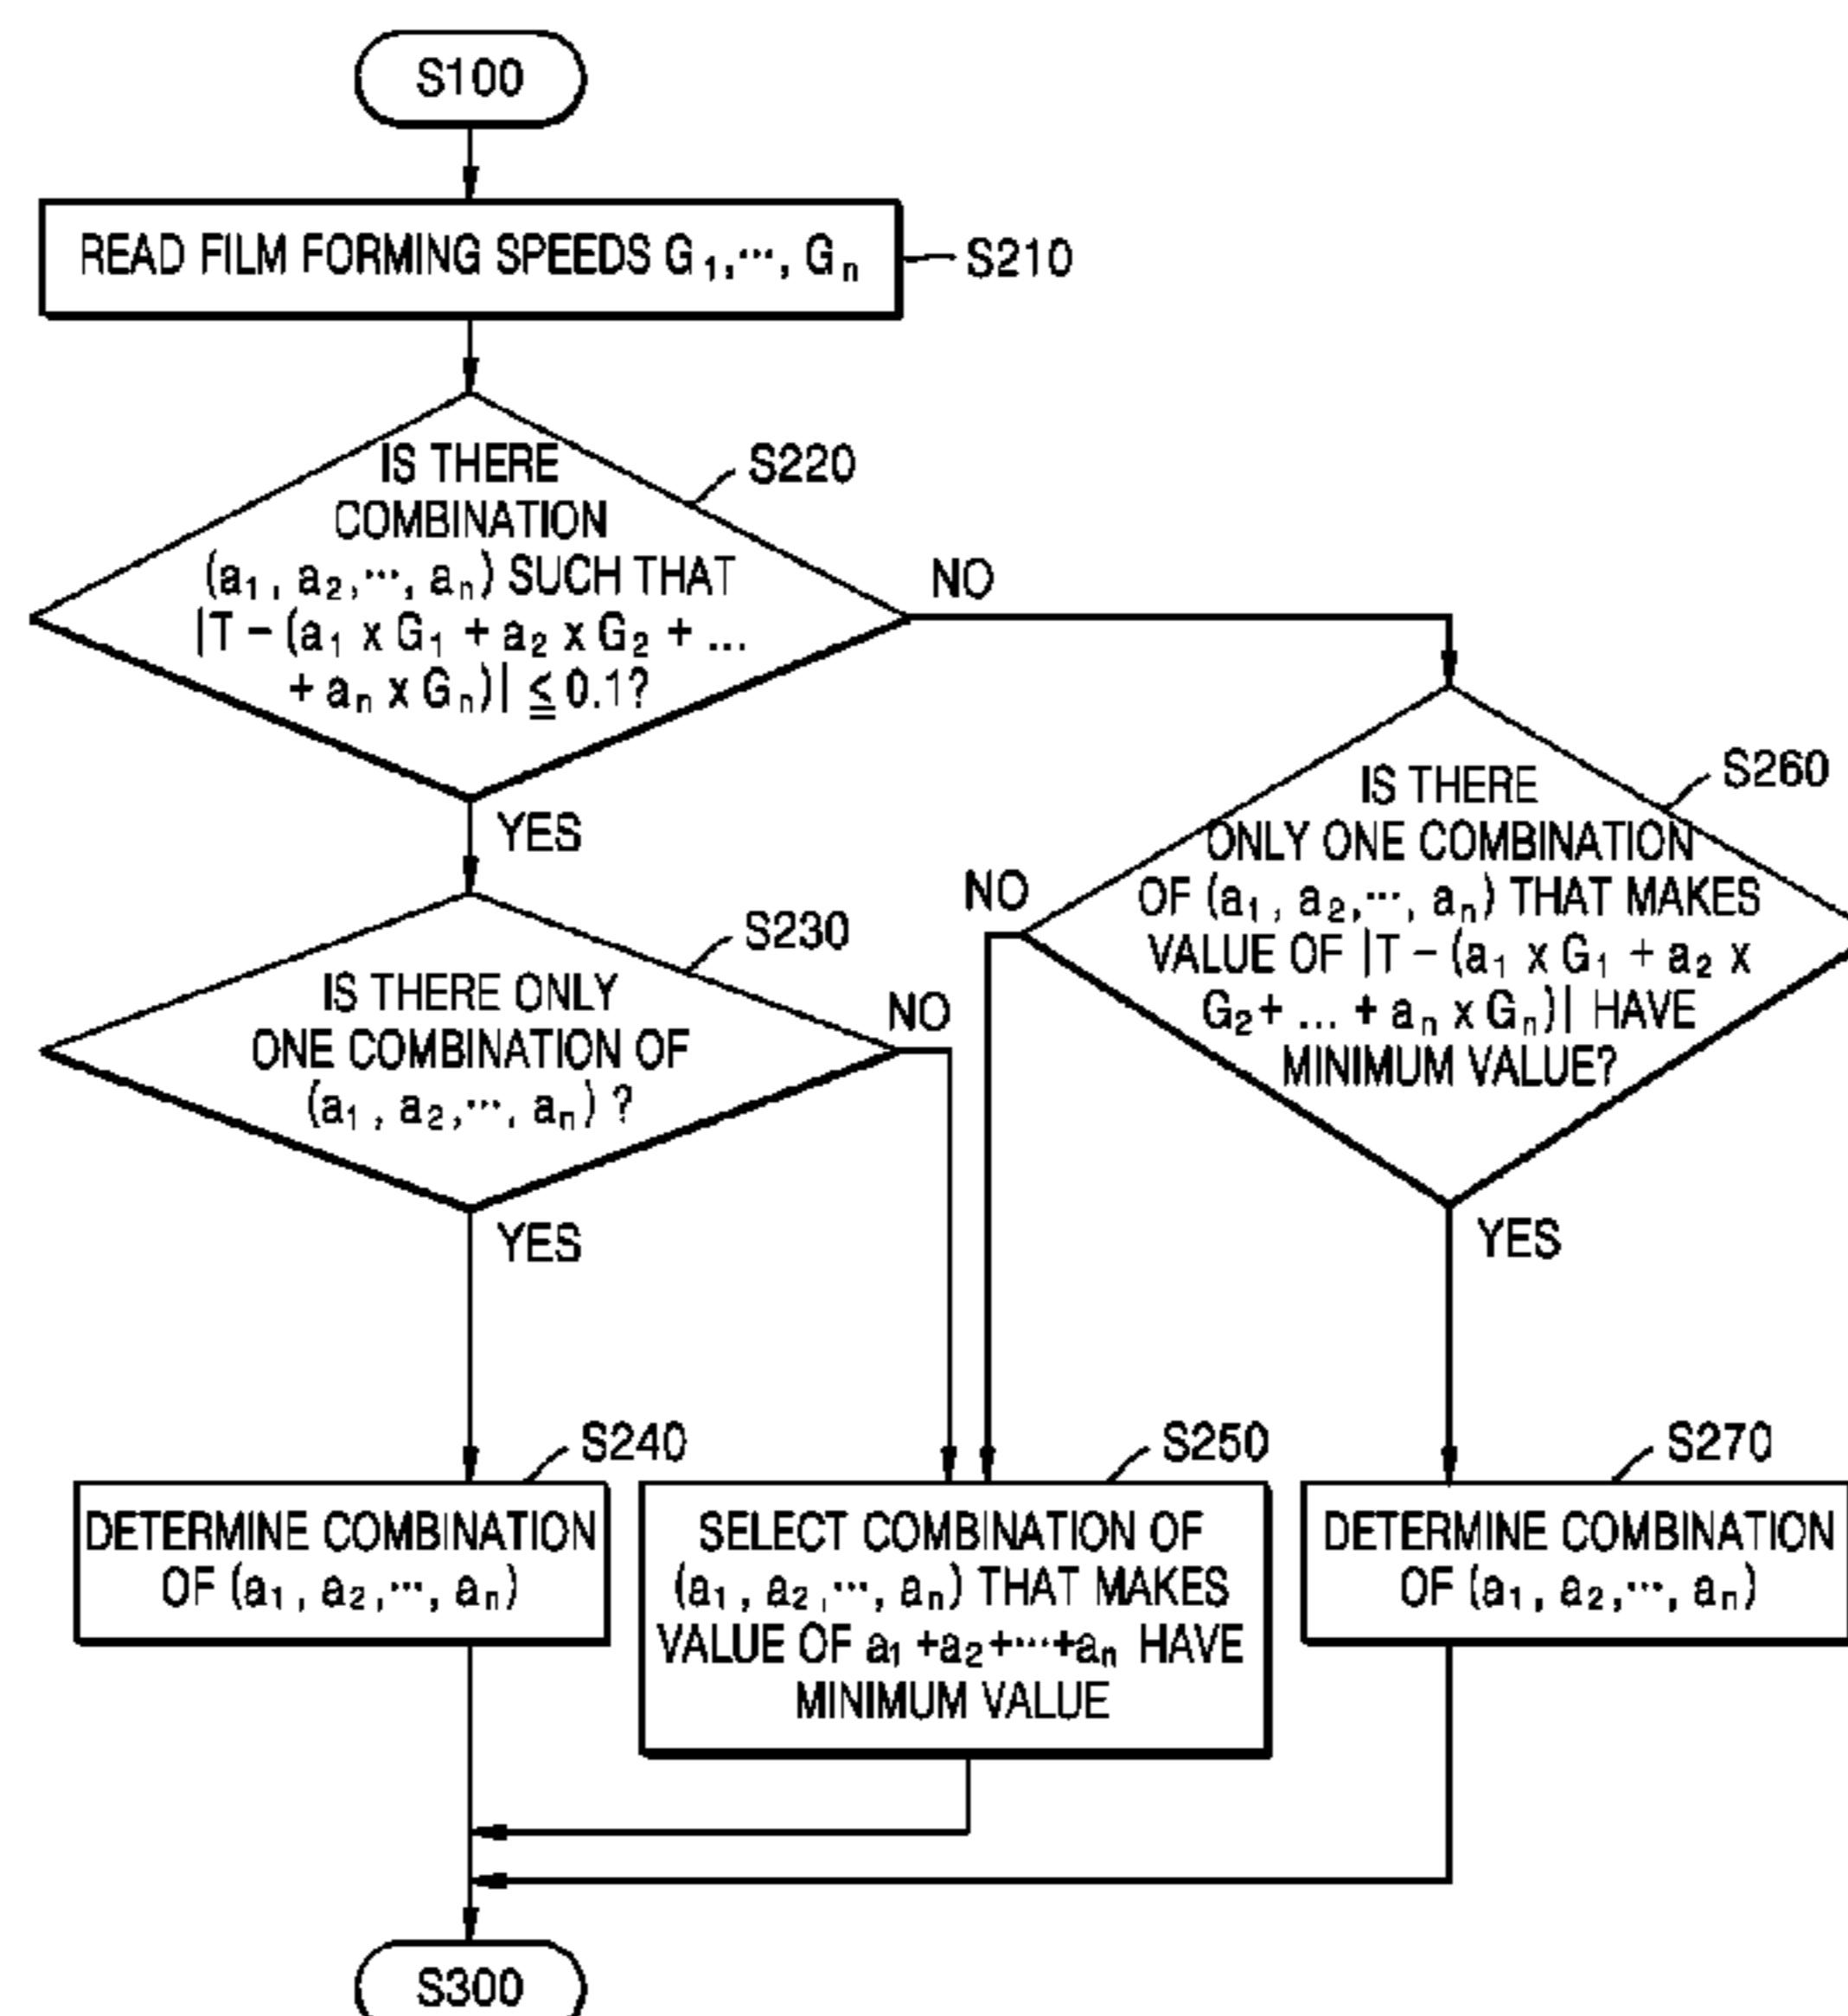 S100
READ FILM FORMING SPEEDS G₁,⋯, Gₙ
S210
IS THERE
COMBINATION
(a₁, a₂,⋯, aₙ) SUCH THAT
|T − (a₁ x G₁ + a₂ x G₂ + ...
+ aₙ x Gₙ)| ≦ 0.1?
S220
NO
YES
IS THERE ONLY
ONE COMBINATION OF
(a₁, a₂,⋯, aₙ) ?
S230
NO
YES
IS THERE
ONLY ONE COMBINATION
OF (a₁, a₂,⋯, aₙ) THAT MAKES
VALUE OF |T − (a₁ x G₁ + a₂ x
G₂+ ... + aₙ x Gₙ)| HAVE
MINIMUM VALUE?
S260
NO
YES
S240
DETERMINE COMBINATION
OF (a₁, a₂,⋯, aₙ)
S250
SELECT COMBINATION OF
(a₁, a₂,⋯, aₙ) THAT MAKES
VALUE OF a₁ +a₂+⋯+aₙ HAVE
MINIMUM VALUE
S270
DETERMINE COMBINATION
OF (a₁, a₂,⋯, aₙ)
S300